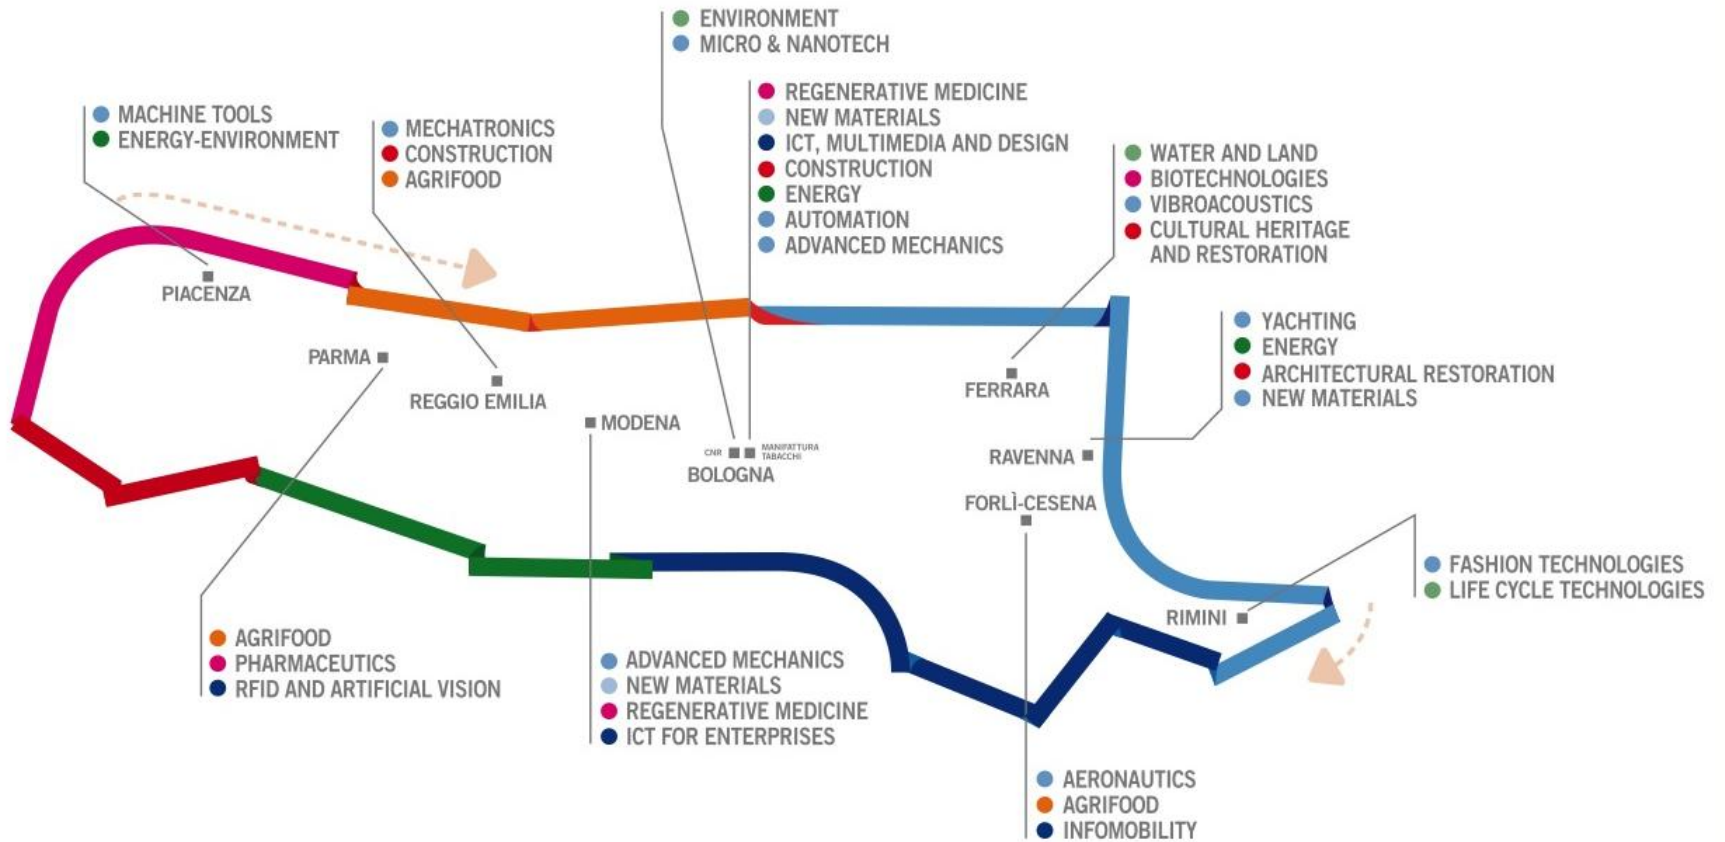 ENVIRONMENT
MICRO & NANOTECH
REGENERATIVE MEDICINE
NEW MATERIALS
ICT, MULTIMEDIA AND DESIGN
CONSTRUCTION
ENERGY
AUTOMATION
ADVANCED MECHANICS
MACHINE TOOLS
ENERGY-ENVIRONMENT
MECHATRONICS
CONSTRUCTION
AGRIFOOD
WATER AND LAND
BIOTECHNOLOGIES
VIBROACOUSTICS
CULTURAL HERITAGE
AND RESTORATION
PIACENZA
YACHTING
ENERGY
ARCHITECTURAL RESTORATION
NEW MATERIALS
PARMA
REGGIO EMILIA
FERRARA
MODENA
CNR
MANIFATTURA
TABACCHI
BOLOGNA
RAVENNA
FORLÌ-CESENA
FASHION TECHNOLOGIES
LIFE CYCLE TECHNOLOGIES
RIMINI
AGRIFOOD
PHARMACEUTICS
RFID AND ARTIFICIAL VISION
ADVANCED MECHANICS
NEW MATERIALS
REGENERATIVE MEDICINE
ICT FOR ENTERPRISES
AERONAUTICS
AGRIFOOD
INFOMOBILITY